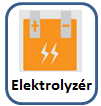 + -
Elektrolyzér